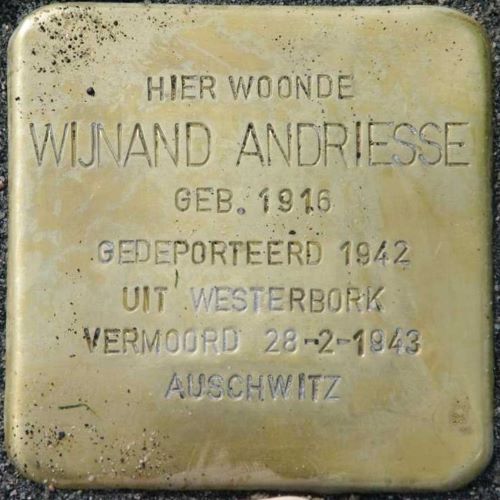 HIER WOONDE
WIJNAND ANDRIESSE
GEB. 1916
GEDEPORTEERD 1942
UIT WESTERBORK
VERMOORD 28-2-1943
AUSCHWITZ